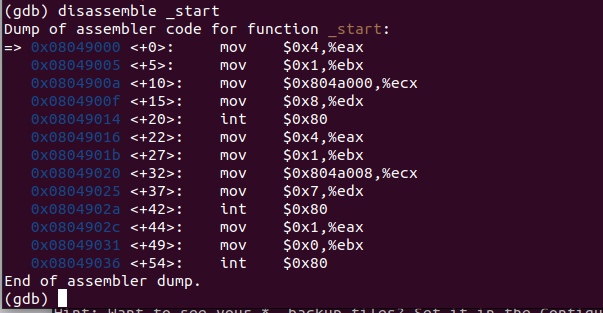 (gdb) disassemble _start
Dump of assembler code for function _start:
=> 0x08049000 <+0>:     mov    $0x4,%eax
   0x08049005 <+5>:     mov    $0x1,%ebx
   0x0804900a <+10>:    mov    $0x804a000,%ecx
   0x0804900f <+15>:    mov    $0x8,%edx
   0x08049014 <+20>:    int    $0x80
   0x08049016 <+22>:    mov    $0x4,%eax
   0x0804901b <+27>:    mov    $0x1,%ebx
   0x08049020 <+32>:    mov    $0x804a008,%ecx
   0x08049025 <+37>:    mov    $0x7,%edx
   0x0804902a <+42>:    int    $0x80
   0x0804902c <+44>:    mov    $0x1,%eax
   0x08049031 <+49>:    mov    $0x0,%ebx
   0x08049036 <+54>:    int    $0x80
End of assembler dump.
(gdb)
Hint: Want to see your *~ backup files? Set it in the Configu